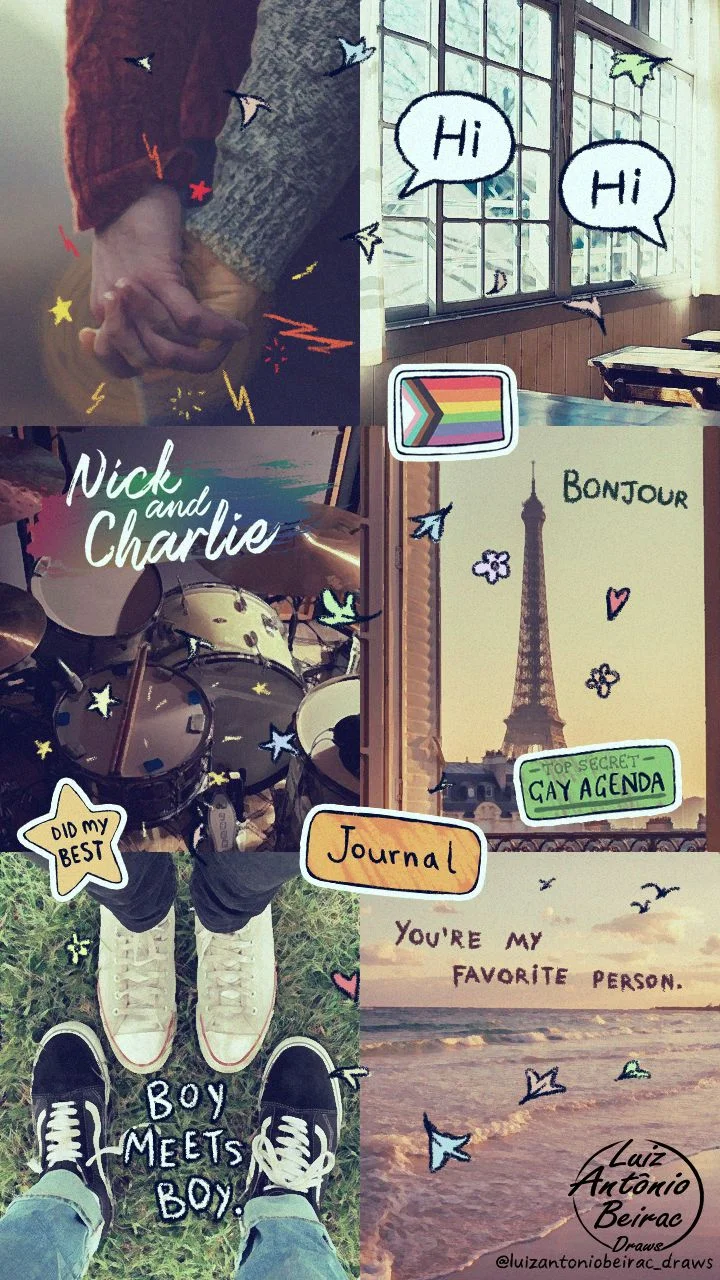 Hi
Hi
Nick
and
Charlie
BONJOUR
-TOP SECRET-
GAY AGENDA
DID MY
BEST
Journal
YOU'RE MY
FAVORITE PERSON.
BOY
MEETS
BOY.
Luiz
Antônio
Beirac
Draws
@luizantoniobeirac_draws